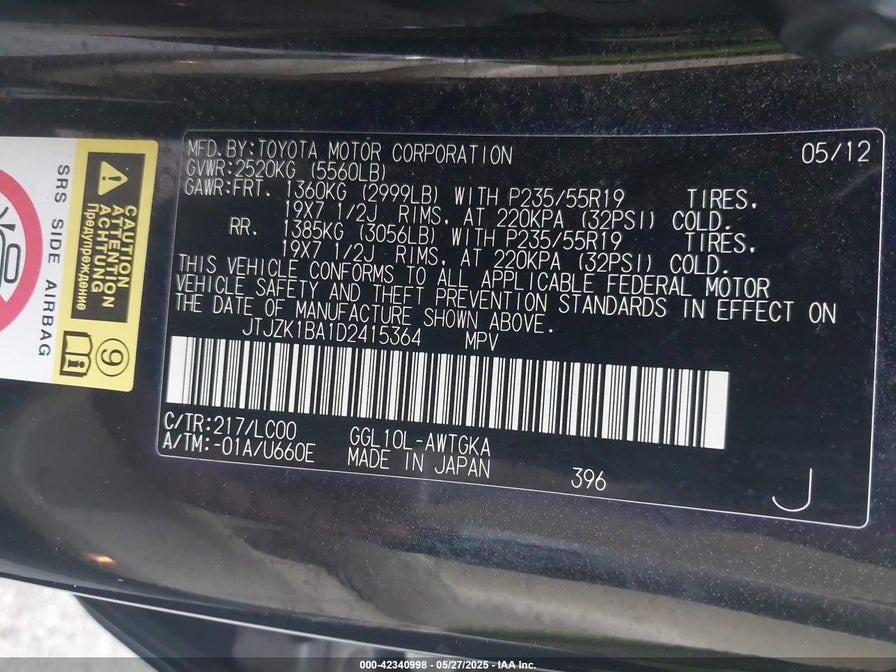 MFD. BY: TOYOTA MOTOR CORPORATION 05/12
GVWR: 2520KG (5560LB)
GAWR: FRT. 1360KG (2999LB) WITH P235/55R19 TIRES,
19X7 1/2J RIMS, AT 220KPA (32PSI) COLD.
RR. 1385KG (3056LB) WITH P235/55R19 TIRES,
19X7 1/2J RIMS, AT 220KPA (32PSI) COLD.
THIS VEHICLE CONFORMS TO ALL APPLICABLE FEDERAL MOTOR
VEHICLE SAFETY AND THEFT PREVENTION STANDARDS IN EFFECT ON
THE DATE OF MANUFACTURE SHOWN ABOVE.
JTJZK1BA1D2415364 MPV
C/TR: 217/LC00 GGL10L-AWTGKA
A/TM: -01A/U660E MADE IN JAPAN 396
J
SRS SIDE AIRBAG
CAUTION
ATTENTION
ACHTUNG
Предупреждение
9
000-42340998 - 05/27/2025 - IAA Inc.